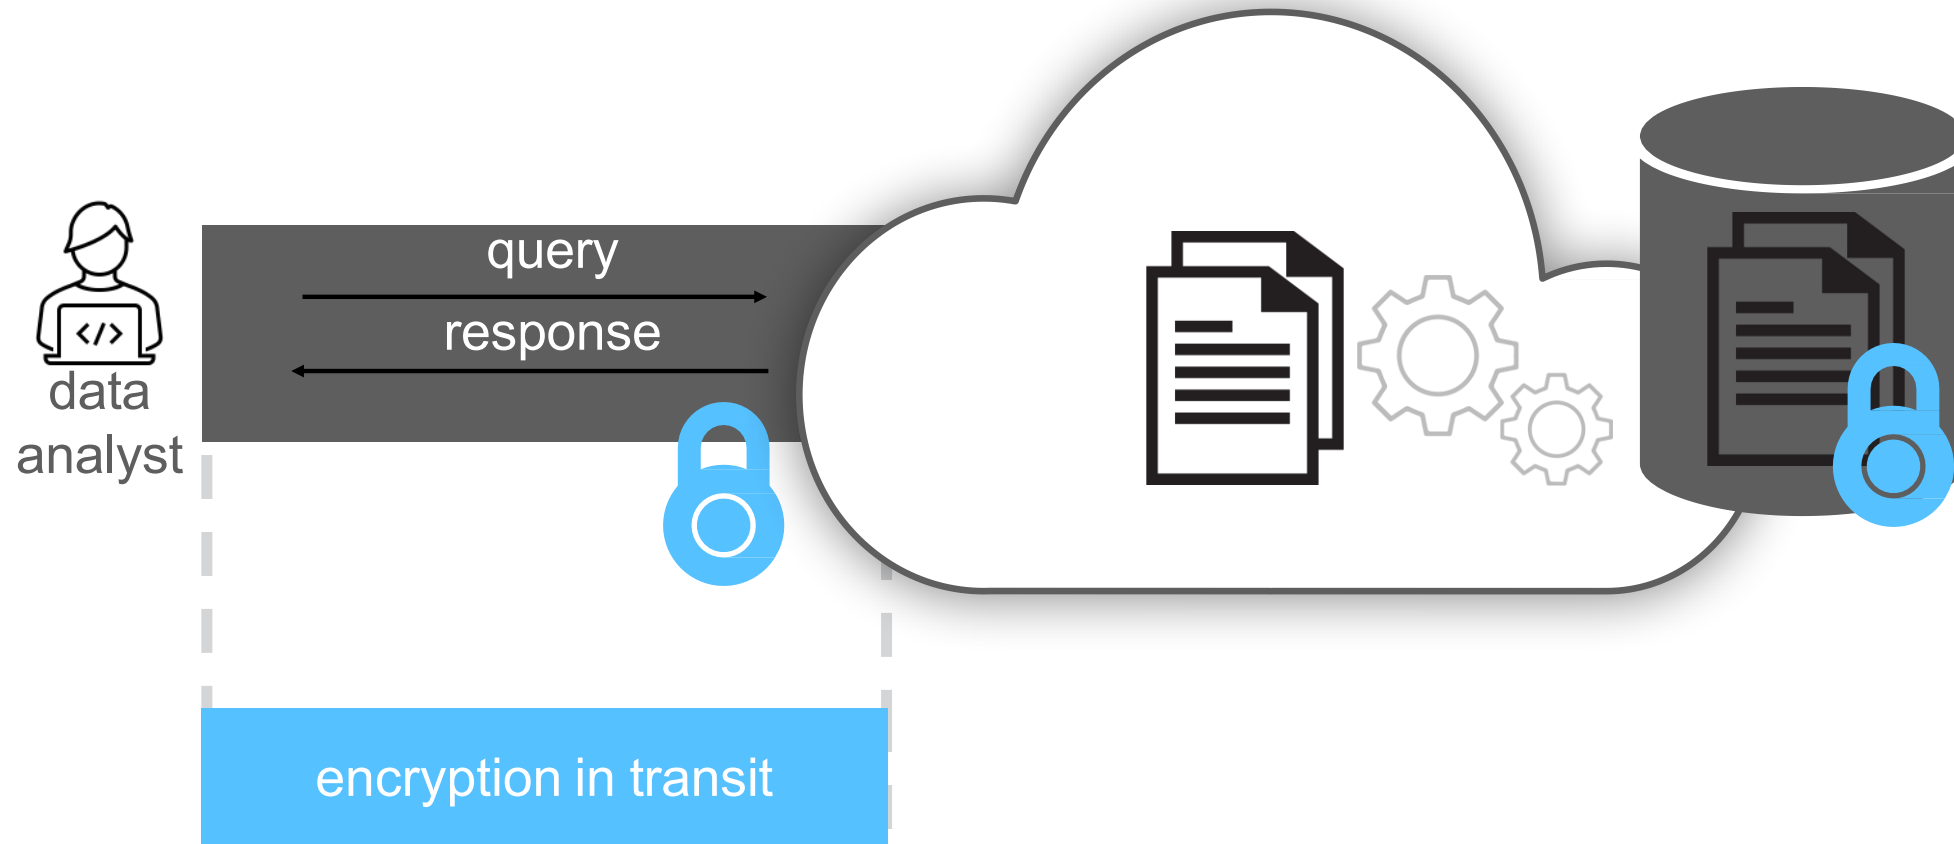 query
response
</>
data
analyst
encryption in transit